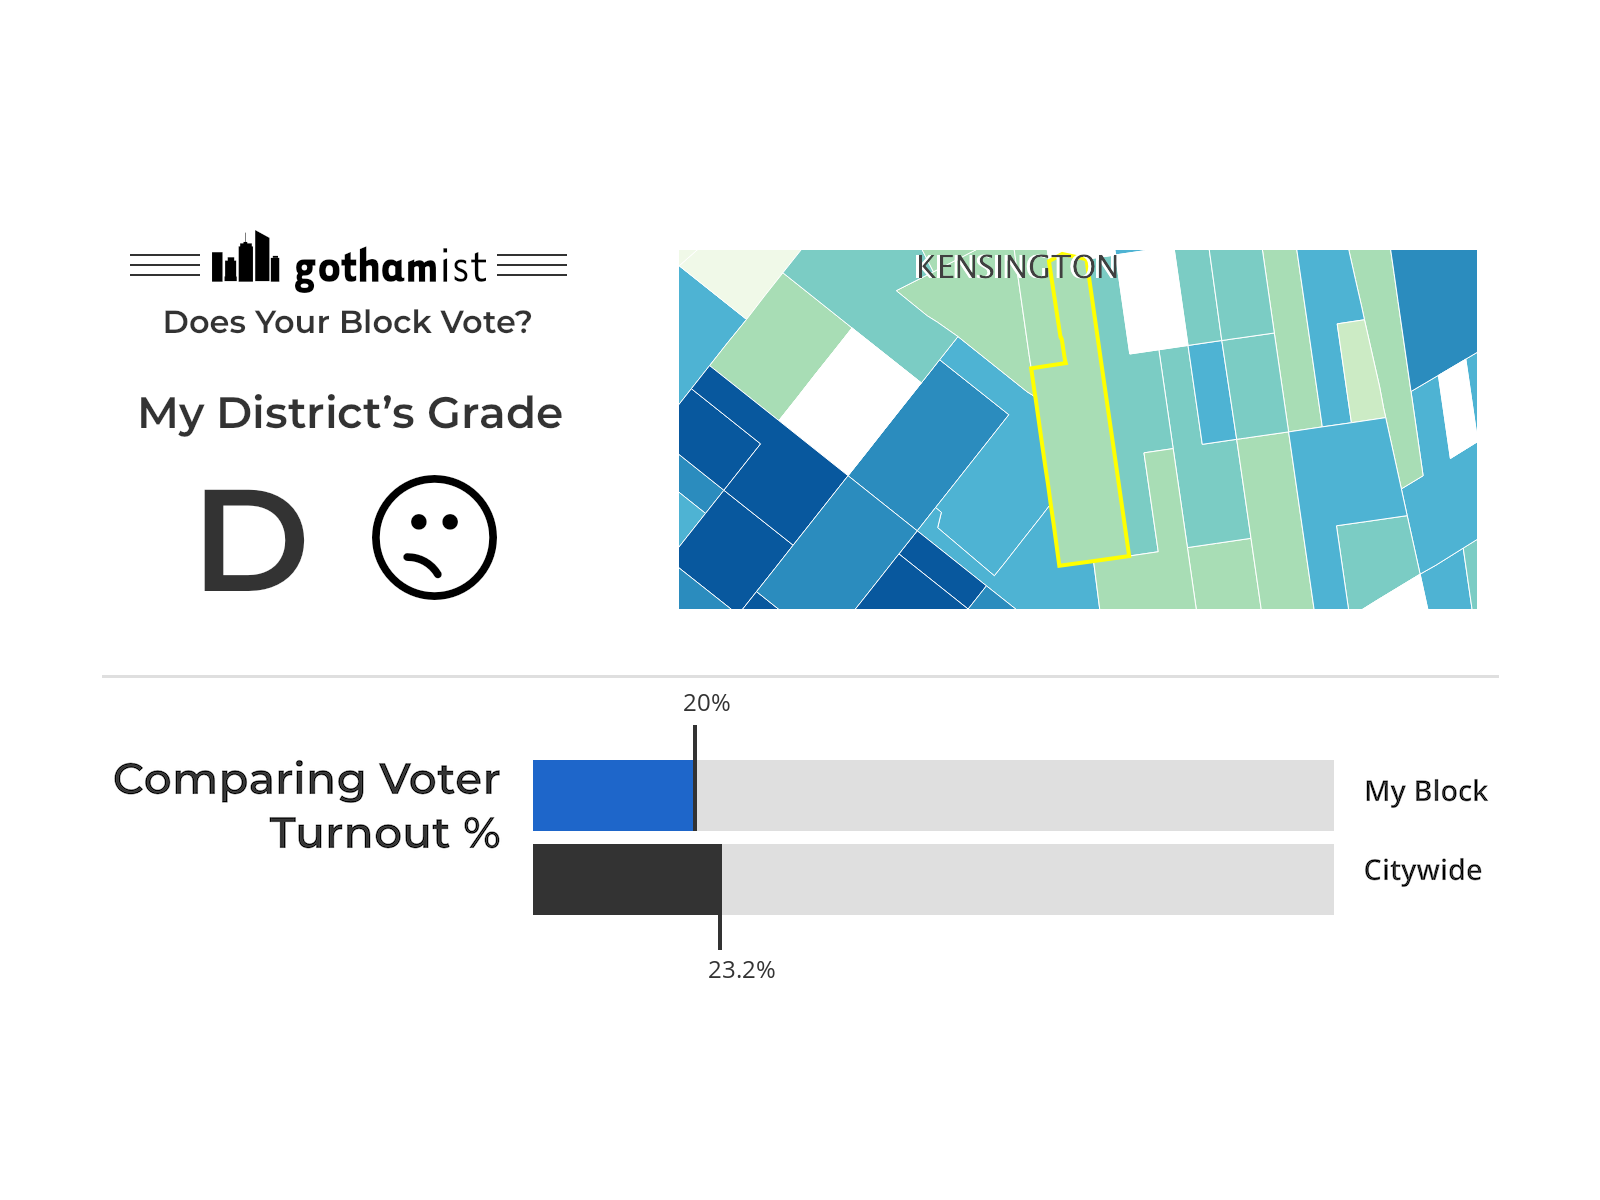 gothamist
Does Your Block Vote?
My District’s Grade
D
KENSINGTON
20%
Comparing Voter
Turnout %
My Block
Citywide
23.2%